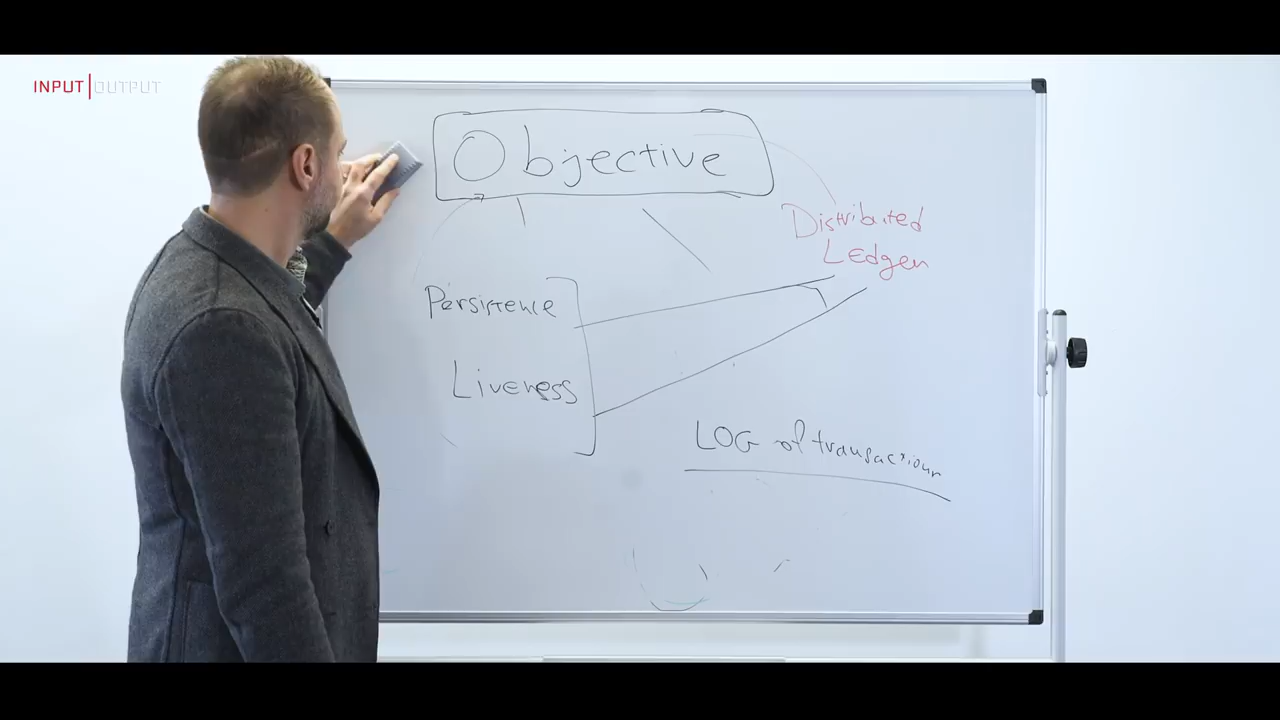 INPUT|OUTPUT
Objective
Distributed
Ledger
Persistence
Liveness
LOG of transactions